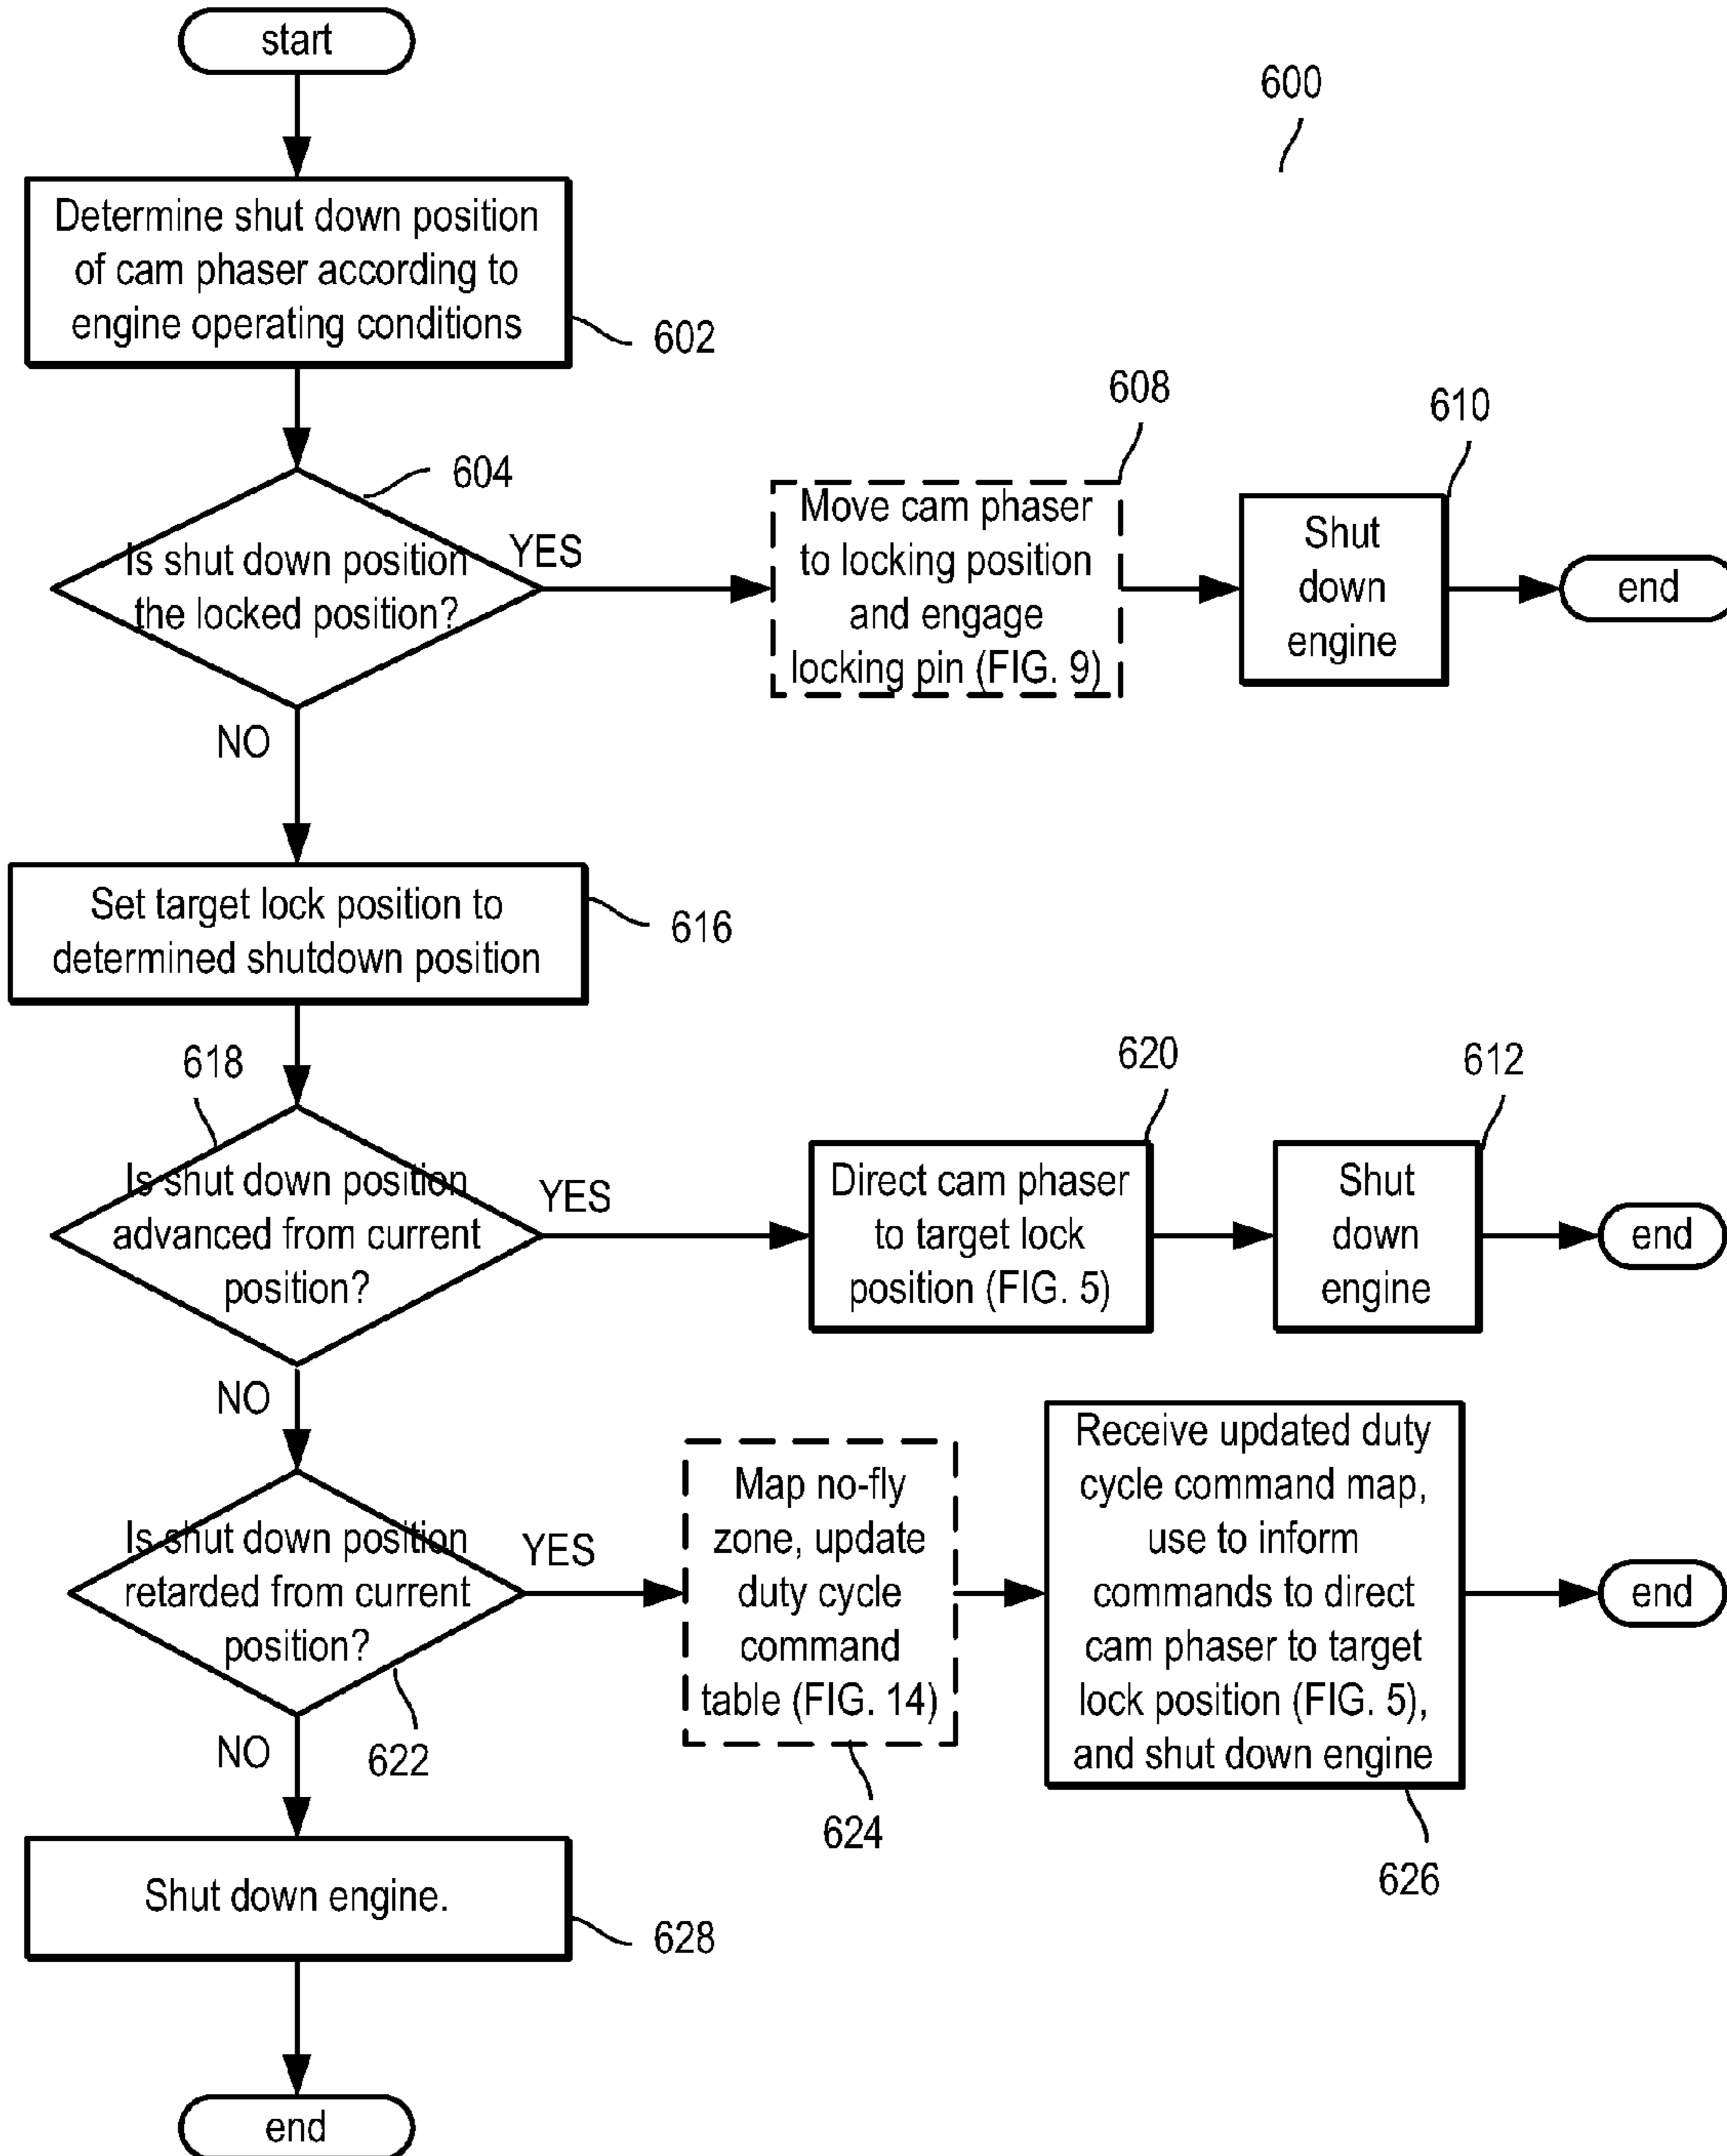 start
600
Determine shut down position
of cam phaser according to
engine operating conditions
602
604
Is shut down position
the locked position?
YES
NO
608
Move cam phaser
to locking position
and engage
locking pin (FIG. 9)
610
Shut
down
engine
end
Set target lock position to
determined shutdown position
616
618
Is shut down position
advanced from current
position?
YES
NO
620
Direct cam phaser
to target lock
position (FIG. 5)
612
Shut
down
engine
end
Is shut down position
retarded from current
position?
YES
NO
622
Map no-fly
zone, update
duty cycle
command
table (FIG. 14)
624
Receive updated duty
cycle command map,
use to inform
commands to direct
cam phaser to target
lock position (FIG. 5),
and shut down engine
626
end
Shut down engine.
628
end